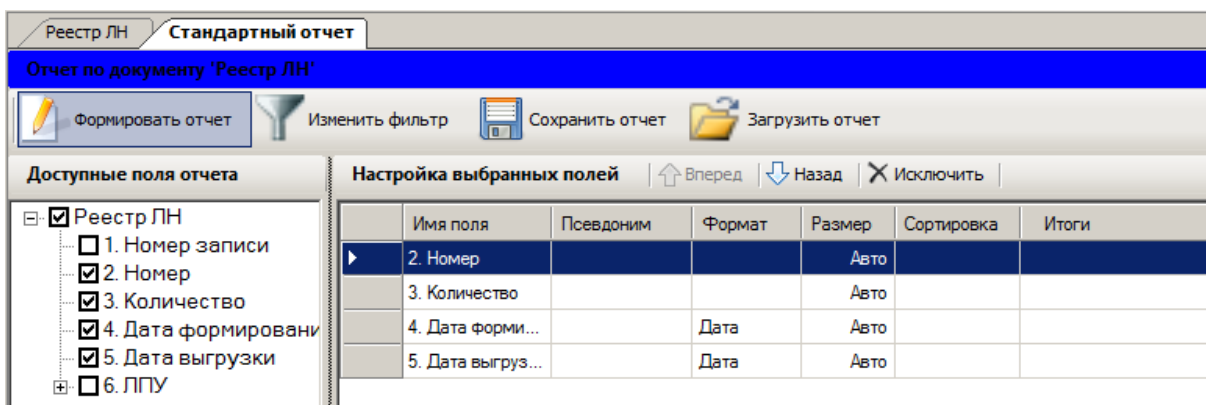 Реестр ЛН Стандартный отчет
Отчет по документу 'Реестр ЛН'
Формировать отчет Изменить фильтр Сохранить отчет Загрузить отчет
Доступные поля отчета Настройка выбранных полей Вперед Назад Исключить
Реестр ЛН
1. Номер записи
2. Номер
3. Количество
4. Дата формировани
5. Дата выгрузки
6. ЛПУ
Имя поля Псевдоним Формат Размер Сортировка Итоги
2. Номер Авто
3. Количество Авто
4. Дата форми... Дата Авто
5. Дата выгруз... Дата Авто